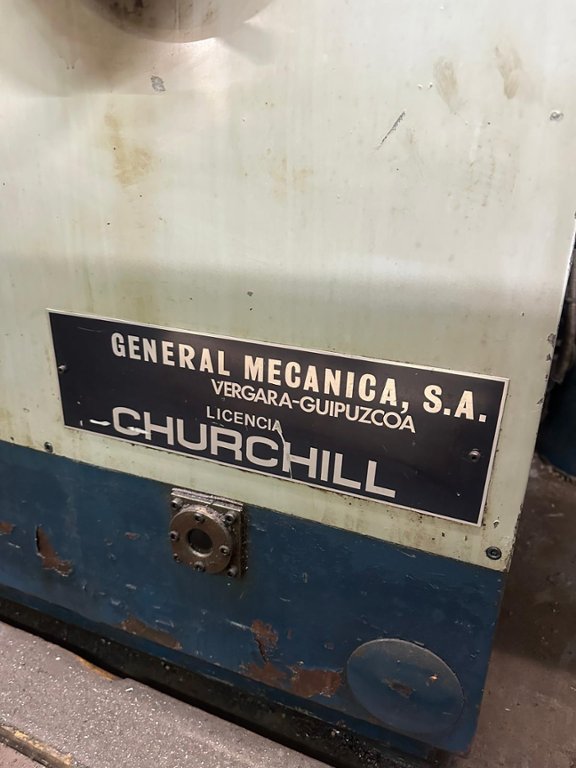 GENERAL MECANICA, S.A.
VERGARA-GUIPUZCOA
LICENCIA
CHURCHILL